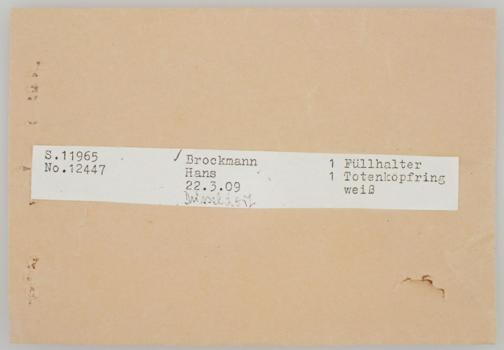 S.11965 Brockmann 1 Füllhalter
No.12447 Hans 1 Totenkopfring
22.3.09 weiß